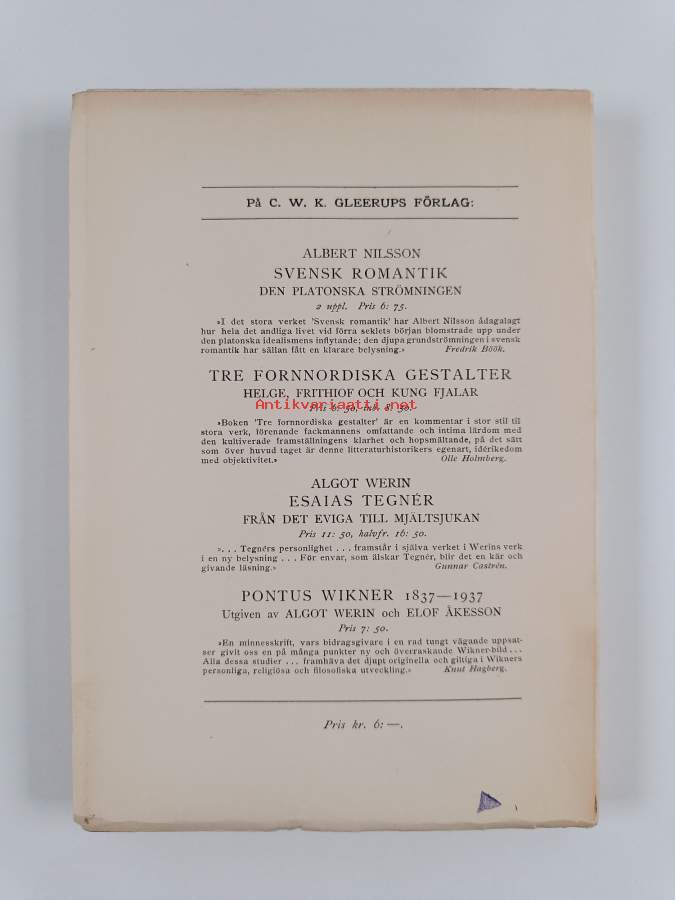 På C. W. K. GLEERUPS FÖRLAG:
ALBERT NILSSON
SVENSK ROMANTIK
DEN PLATONSKA STRÖMNINGEN
2 uppl. Pris 6: 75.
»I det stora verket 'Svensk romantik' har Albert Nilsson ådagalagt
hur hela det andliga livet vid förra seklets början blomstrade upp under
den platonska idealismens inflytande; den djupa grundströmningen i svensk
romantik har sällan fått en klarare belysning.» Fredrik Böök.
TRE FORNNORDISKA GESTALTER
HELGE, FRITHIOF OCH KUNG FJALAR
Antikvariaatti.net
Pris 6: 50, inb. 8: 50.
»Boken 'Tre fornnordiska gestalter' är en kommentar i stor stil till
stora verk, förenande fackmannens omfattande och intima lärdom med
den kultiverade framställningens klarhet och hopsmältande, på det sätt
som över huvud taget är denne litteraturhistorikers egenart, idérikedom
med objektivitet.» Olle Holmberg.
ALGOT WERIN
ESAIAS TEGNÉR
FRÅN DET EVIGA TILL MJÄLTSJUKAN
Pris 11: 50, halvfr. 16: 50.
». . . Tegnérs personlighet . . . framstår i själva verket i Werins verk
i en ny belysning . . . För envar, som älskar Tegnér, blir det en kär och
givande läsning.» Gunnar Castrén.
PONTUS WIKNER 1837—1937
Utgiven av ALGOT WERIN och ELOF ÅKESSON
Pris 7: 50.
»En minnesskrift, vars bidragsgivare i en rad tungt vägande uppsat-
ser givit oss en på många punkter ny och överraskande Wikner-bild . . .
Alla dessa studier . . . framhäva det djupt originella och giltiga i Wikners
personliga, religiösa och filosofiska utveckling.» Knut Hagberg.
Pris kr. 6: —.